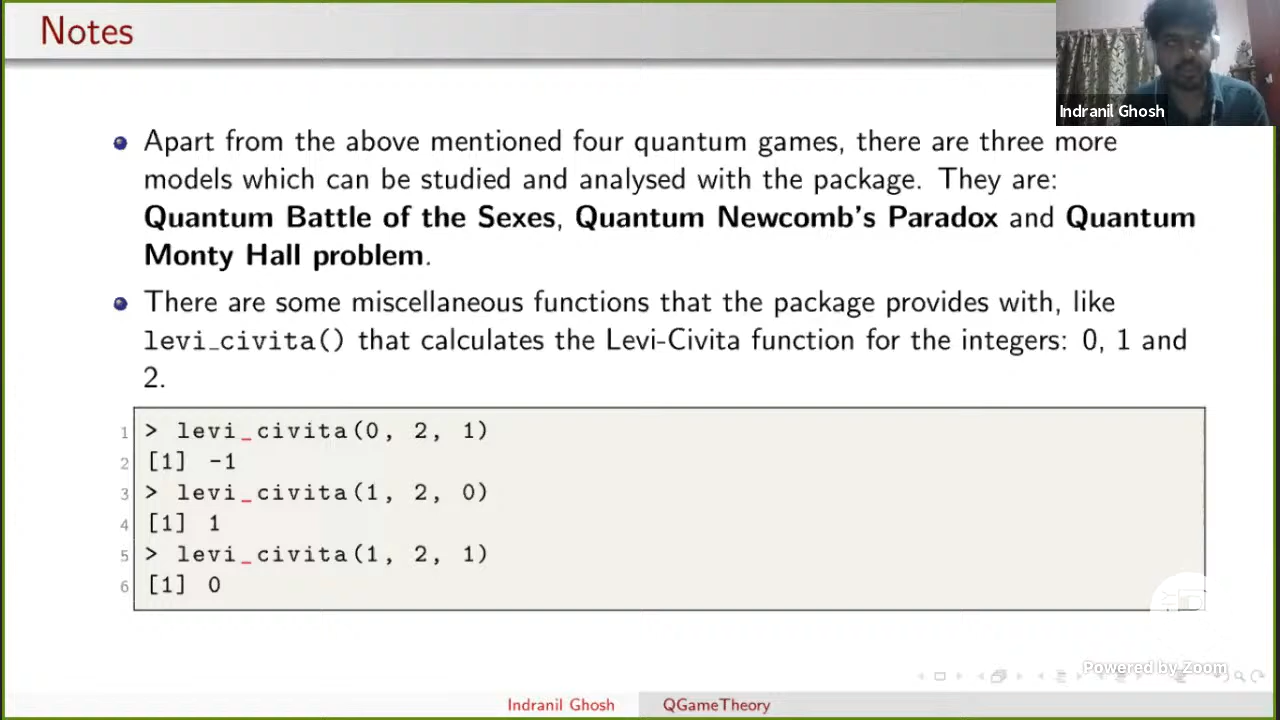 Notes
Indranil Ghosh
Apart from the above mentioned four quantum games, there are three more
models which can be studied and analysed with the package. They are:
Quantum Battle of the Sexes, Quantum Newcomb's Paradox and Quantum
Monty Hall problem.
There are some miscellaneous functions that the package provides with, like
levi_civita() that calculates the Levi-Civita function for the integers: 0, 1 and
2.
1 > levi_civita(0, 2, 1)
2 [1] -1
3 > levi_civita(1, 2, 0)
4 [1] 1
5 > levi_civita(1, 2, 1)
6 [1] 0
Powered by Zoom
Indranil Ghosh QGameTheory